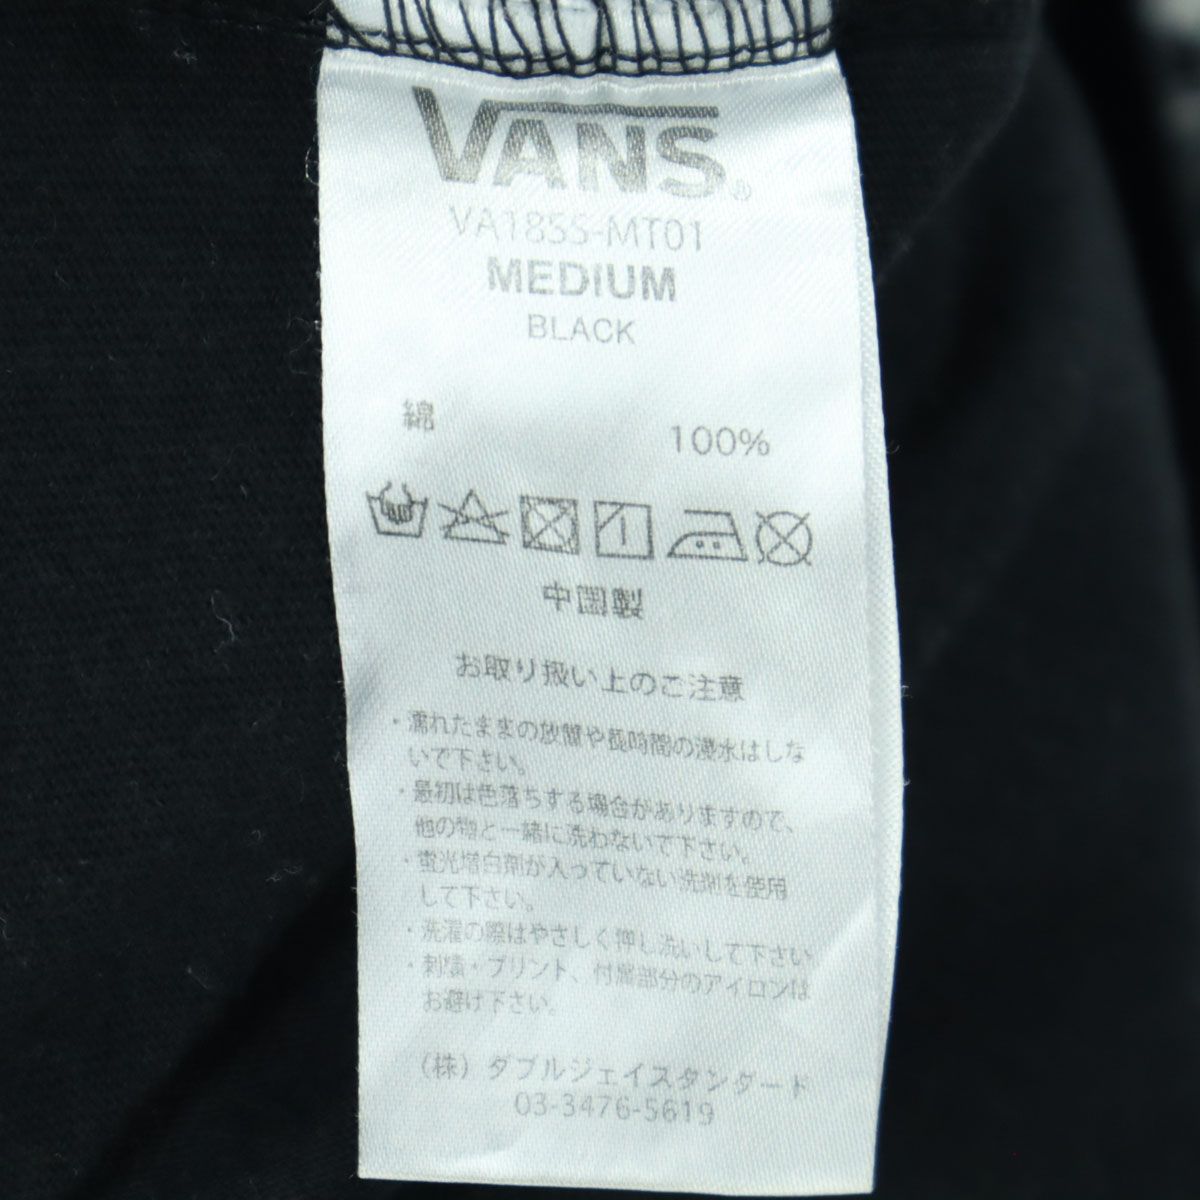 VANS®
VA18SS-MT01
MEDIUM
BLACK
綿 100%
中国製
お取り扱い上のご注意
・濡れたままの放置や長時間の浸水はしな
いで下さい。
・最初は色落ちする場合がありますので、
他の物と一緒に洗わないで下さい。
・蛍光増白剤が入っていない洗剤を使用
して下さい。
・洗濯の際はやさしく押し洗いして下さい
・刺繍・プリント、付属部分のアイロンは
お避け下さい。
(株) ダブルジェイスタンダード
03-3476-5619